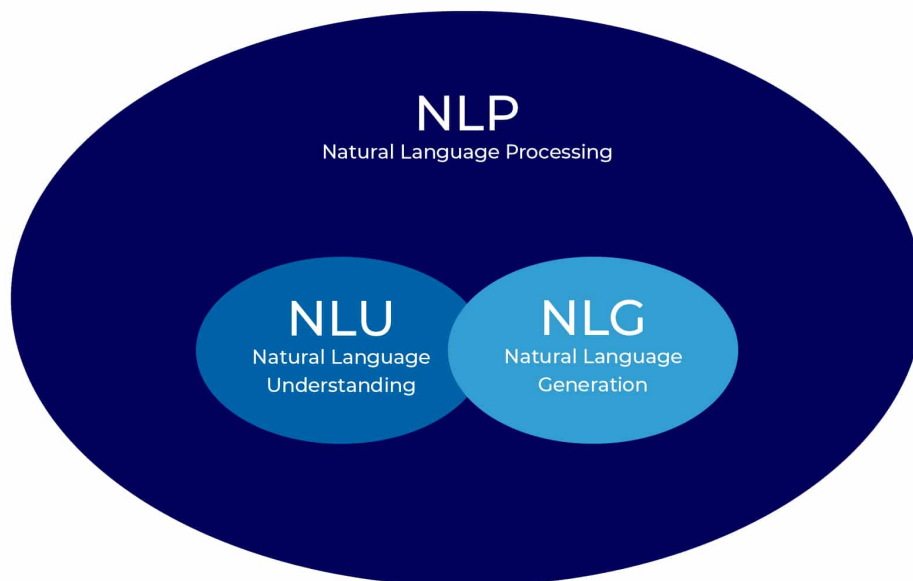 NLP
Natural Language Processing
NLU
Natural Language
Understanding
NLG
Natural Language
Generation